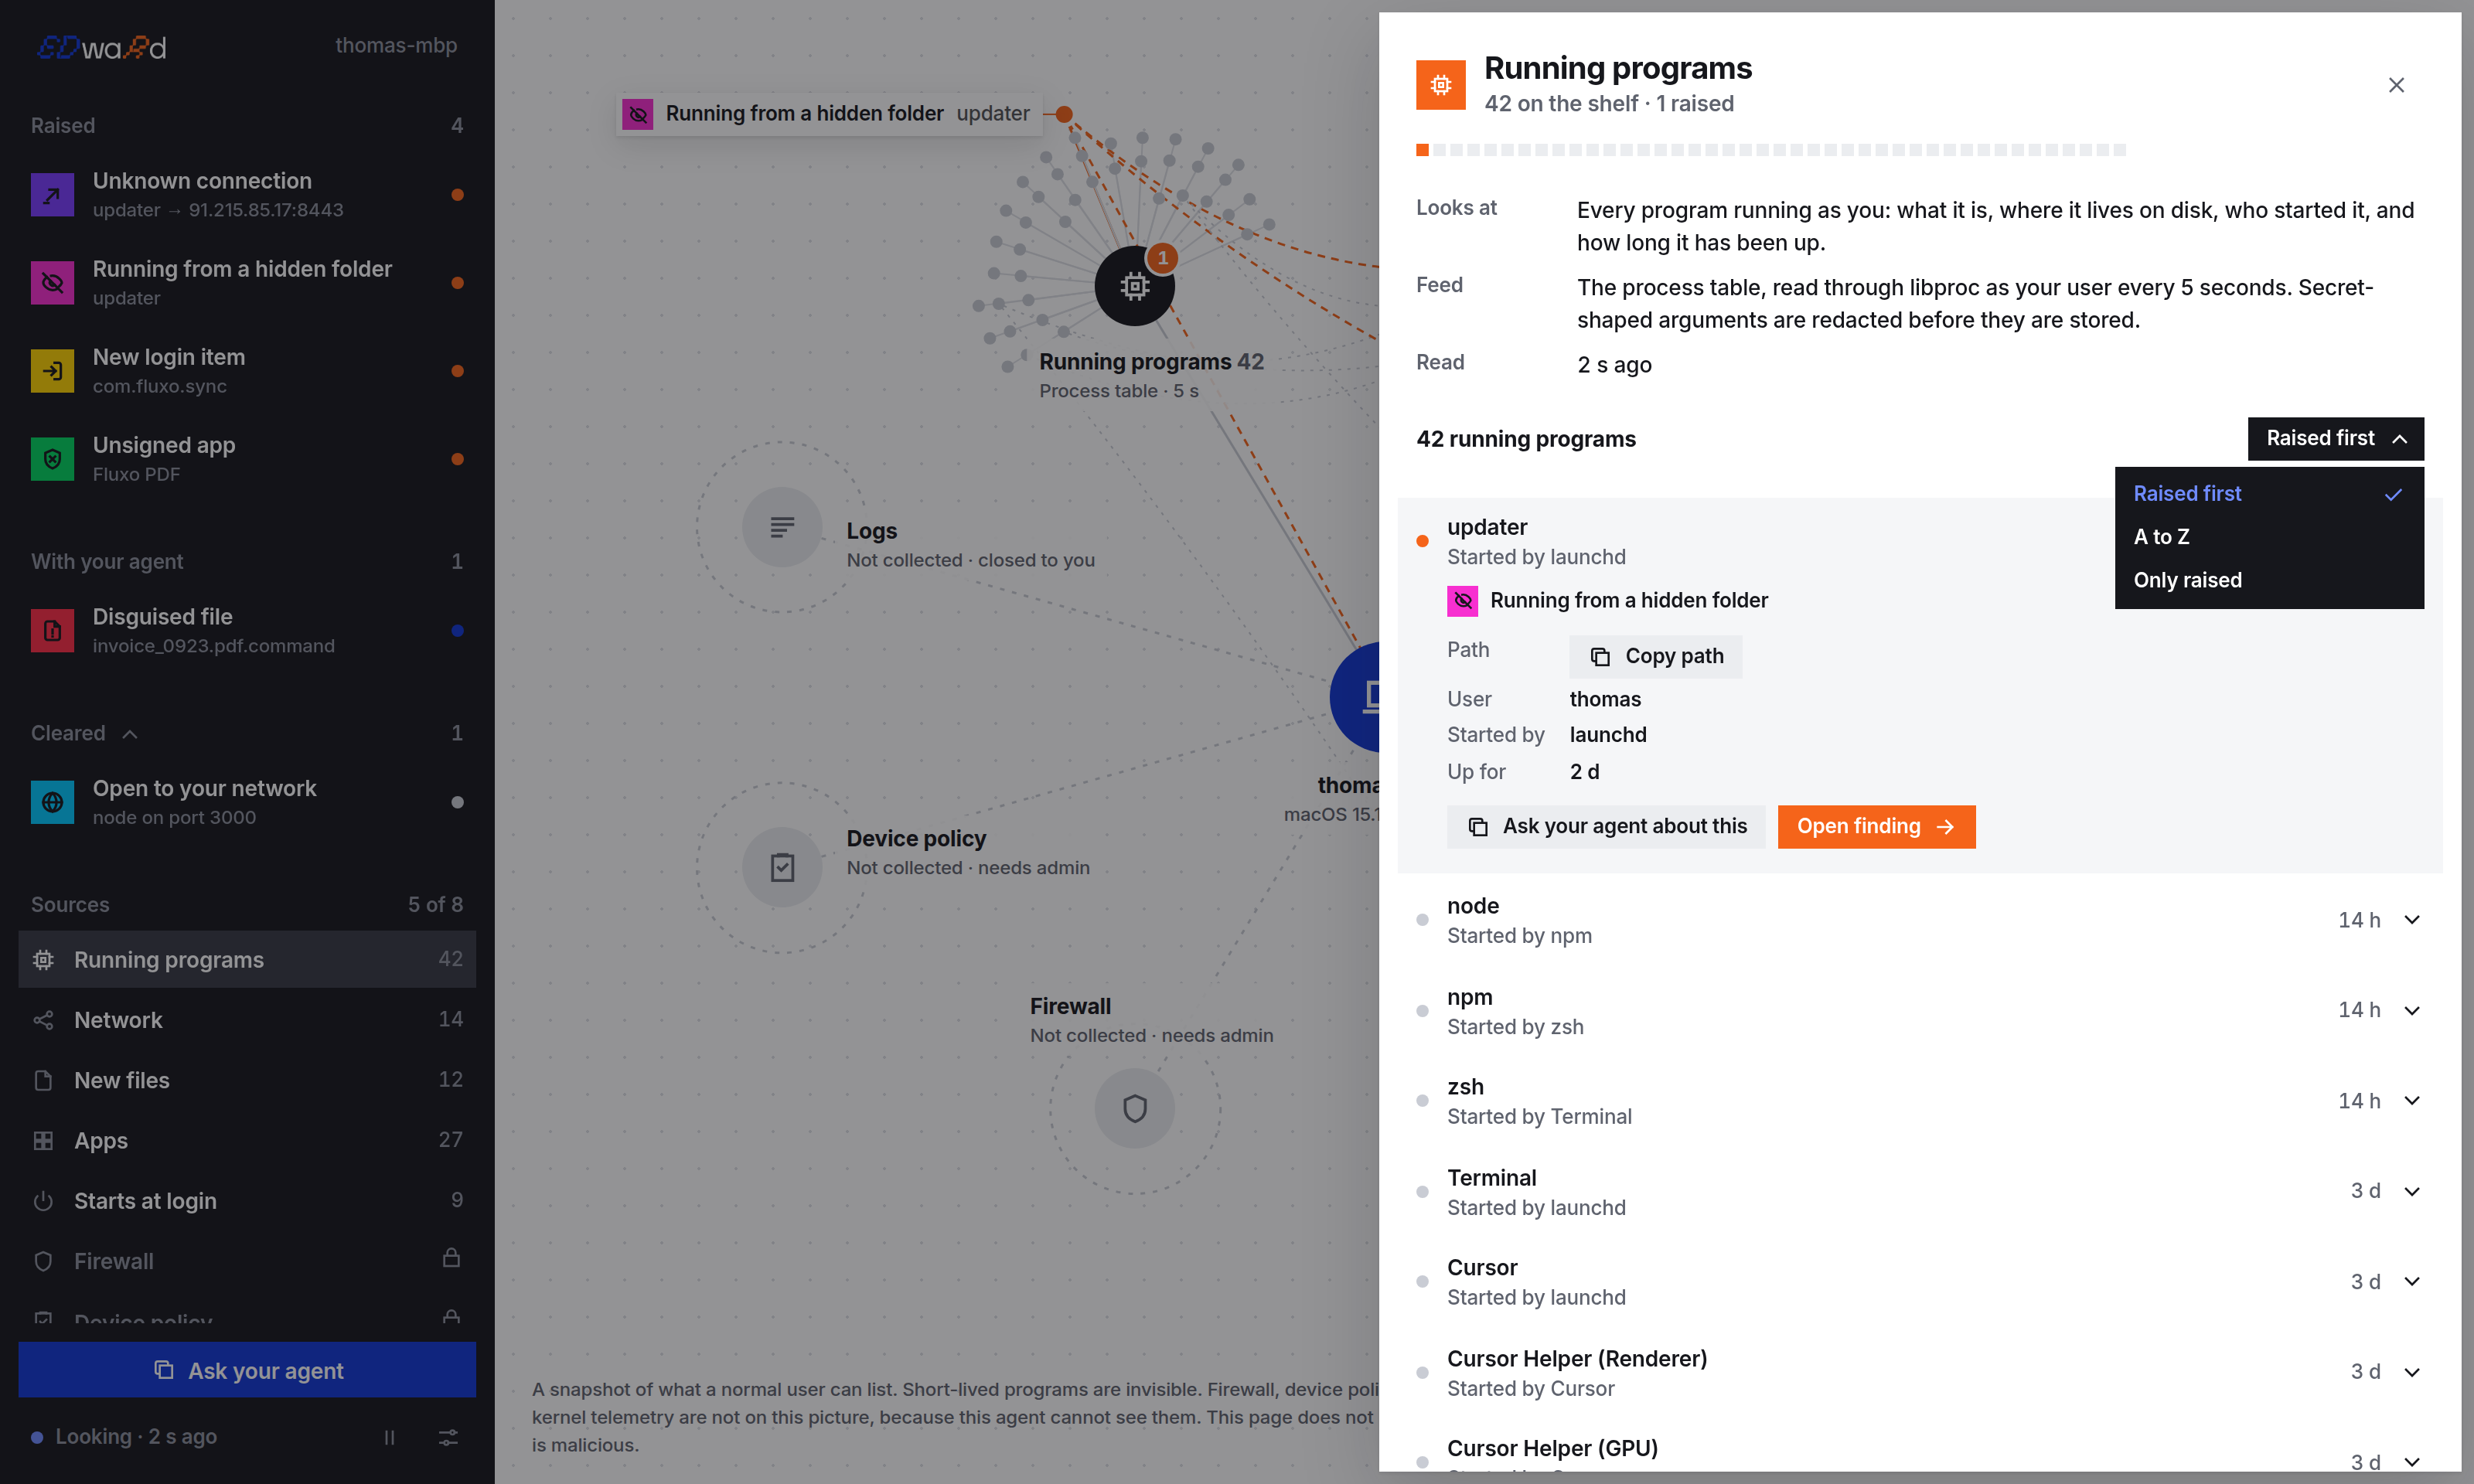 EDwaRd
thomas-mbp
Raised 4
Unknown connection
updater → 91.215.85.17:8443
Running from a hidden folder
updater
New login item
com.fluxo.sync
Unsigned app
Fluxo PDF
With your agent 1
Disguised file
invoice_0923.pdf.command
Cleared 1
Open to your network
node on port 3000
Sources 5 of 8
Running programs 42
Network 14
New files 12
Apps 27
Starts at login 9
Firewall
Device policy
Ask your agent
Looking · 2 s ago
Running from a hidden folder updater
1
Running programs 42
Process table · 5 s
Logs
Not collected · closed to you
thoma
macOS 15.1
Device policy
Not collected · needs admin
Firewall
Not collected · needs admin
A snapshot of what a normal user can list. Short-lived programs are invisible. Firewall, device poli
kernel telemetry are not on this picture, because this agent cannot see them. This page does not
is malicious.
Running programs
42 on the shelf · 1 raised
Looks at
Every program running as you: what it is, where it lives on disk, who started it, and
how long it has been up.
Feed
The process table, read through libproc as your user every 5 seconds. Secret-
shaped arguments are redacted before they are stored.
Read
2 s ago
42 running programs
Raised first
Raised first
A to Z
Only raised
updater
Started by launchd
Running from a hidden folder
Path Copy path
User thomas
Started by launchd
Up for 2 d
Ask your agent about this
Open finding
node
Started by npm
14 h
npm
Started by zsh
14 h
zsh
Started by Terminal
14 h
Terminal
Started by launchd
3 d
Cursor
Started by launchd
3 d
Cursor Helper (Renderer)
Started by Cursor
3 d
Cursor Helper (GPU)
3 d